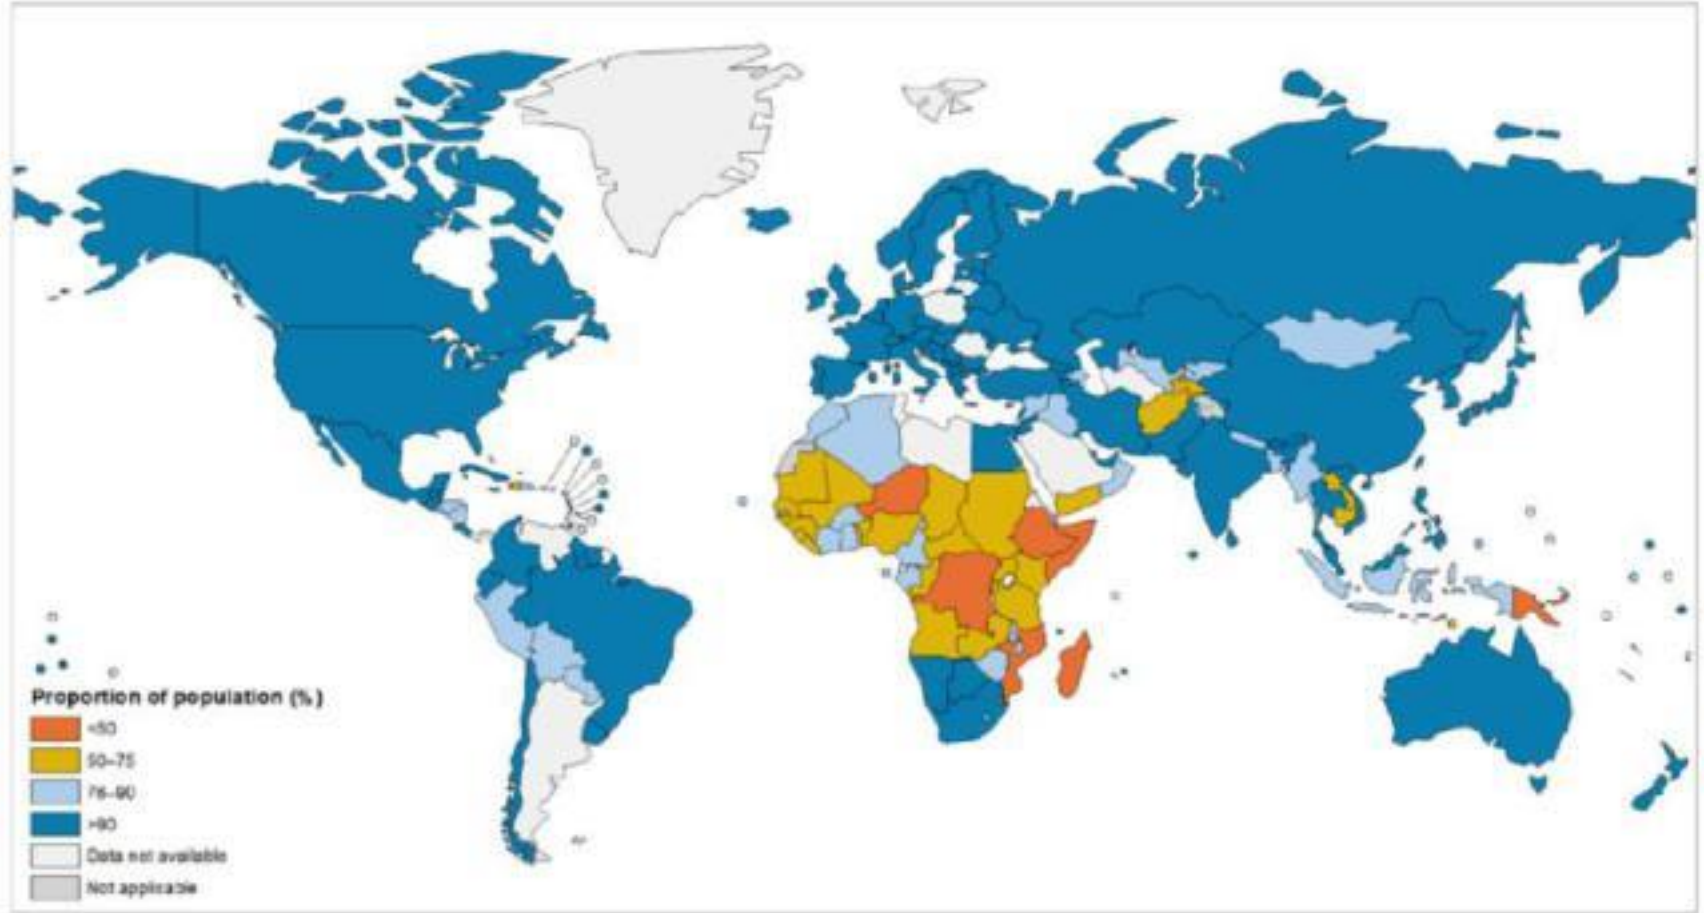 Proportion of population (%)
<50
50–75
76–90
>90
Data not available
Not applicable